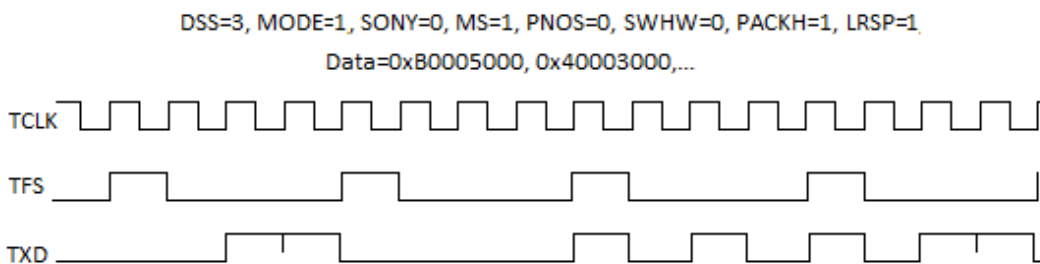 DSS=3, MODE=1, SONY=0, MS=1, PNOS=0, SWHW=0, PACKH=1, LRSP=1,
Data=0xB0005000, 0x40003000,...
TCLK
TFS
TXD